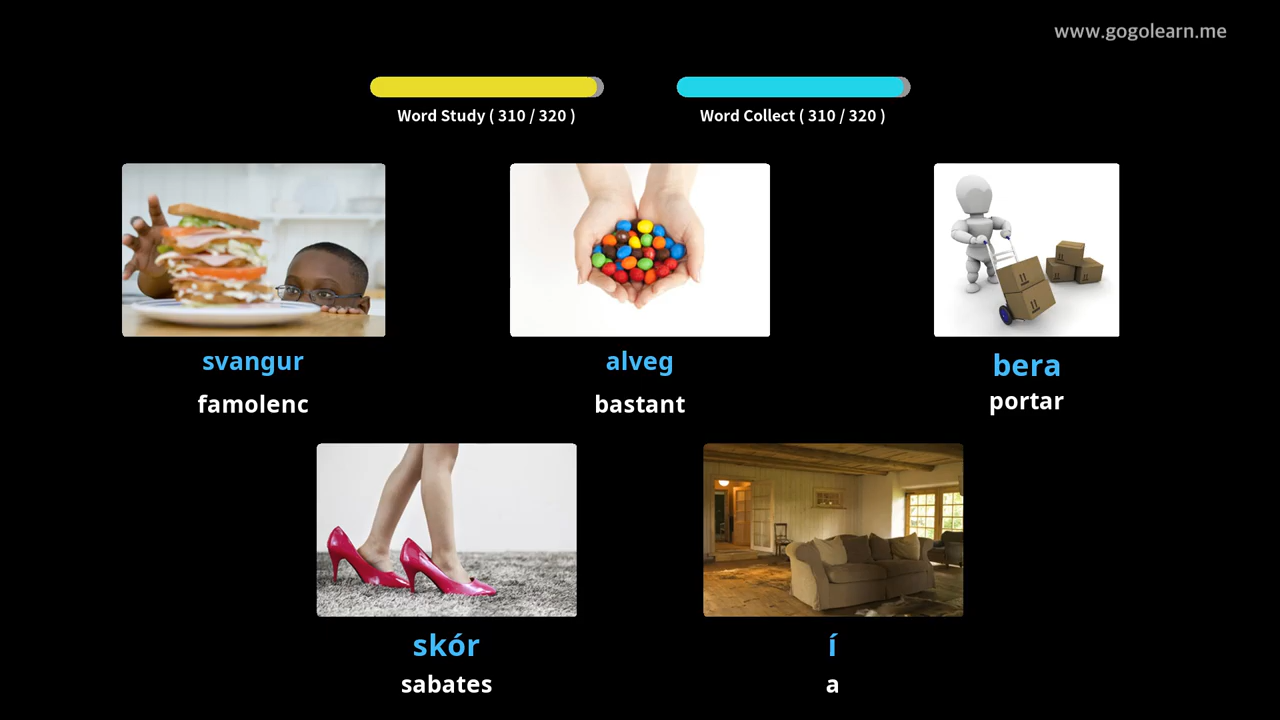 www.gogolearn.me
Word Study ( 310 / 320 )
Word Collect ( 310 / 320 )
svangur
alveg
bera
famolenc
bastant
portar
skór
í
sabates
a